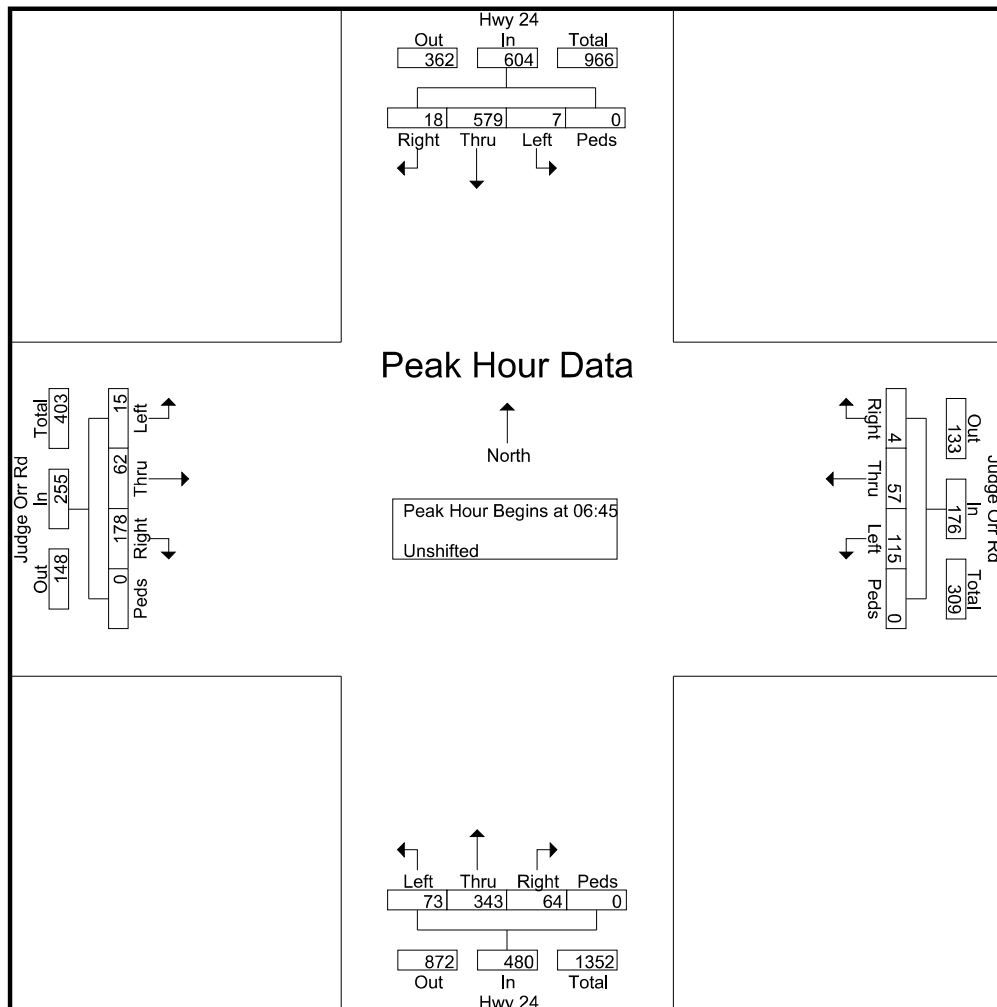 Hwy 24
Out In Total
362 604 966
18 579 7 0
Right Thru Left Peds
Peak Hour Data
North
Peak Hour Begins at 06:45
Unshifted
Judge Orr Rd
Total In Out
403 255 148
15 62 178 0
Left Thru Right Peds
Judge Orr Rd
Out In Total
133 176 309
4 57 115 0
Right Thru Left Peds
Left Thru Right Peds
73 343 64 0
872 480 1352
Out In Total
Hwy 24